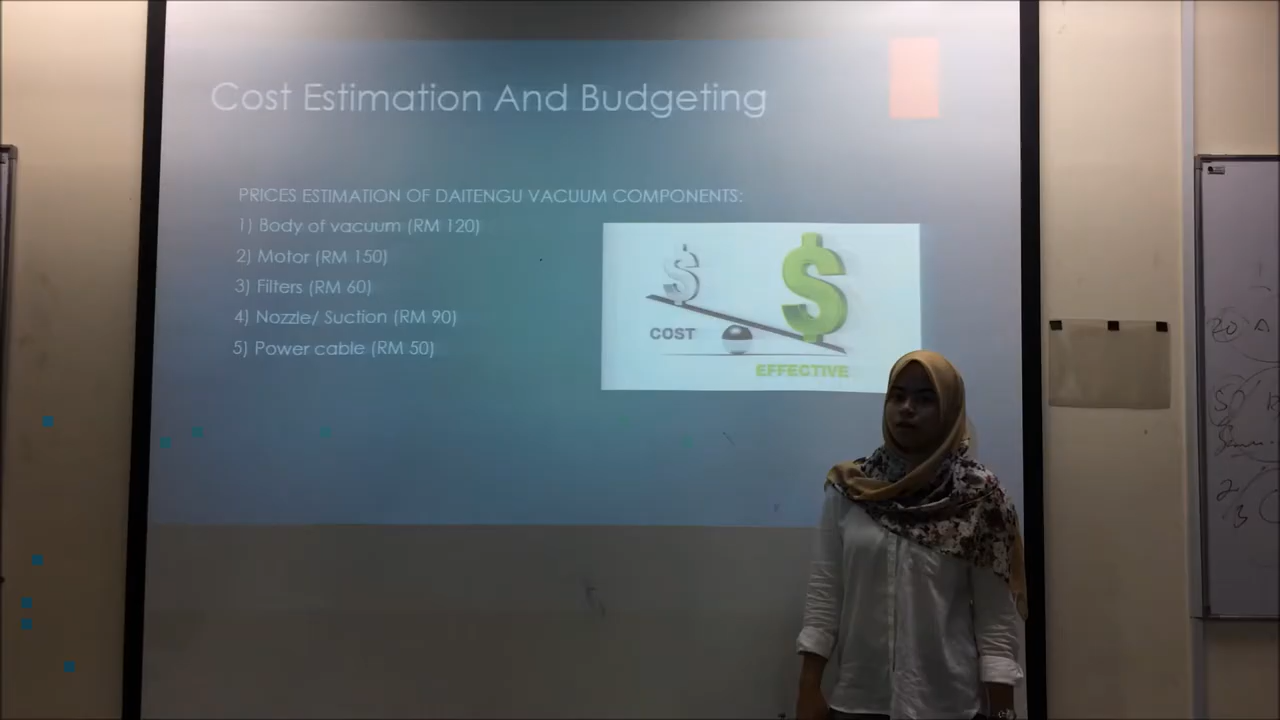 Cost Estimation And Budgeting
PRICES ESTIMATION OF DAITENGU VACUUM COMPONENTS:
1) Body of vacuum (RM 120)
2) Motor (RM 150)
3) Filters (RM 60)
4) Nozzle/ Suction (RM 90)
5) Power cable (RM 50)
$ $
COST
EFFECTIVE